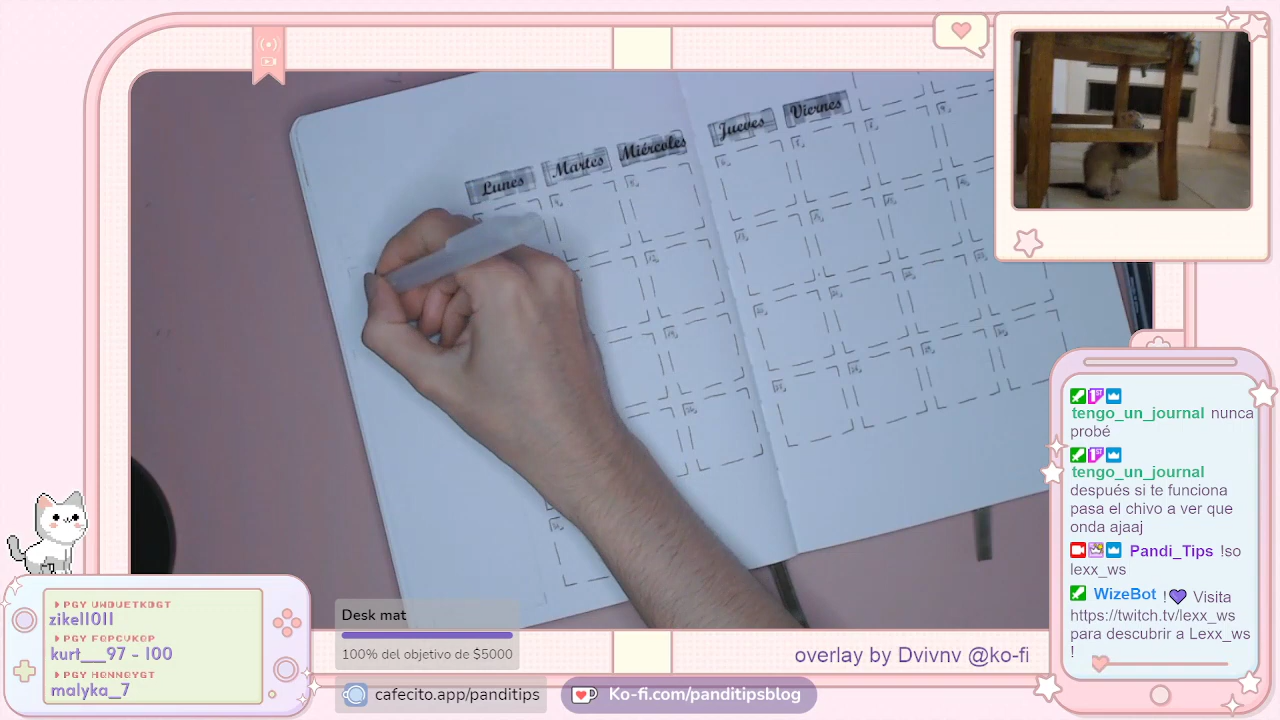 Lunes
Martes
Miércoles
Jueves
Viernes
tengo_un_journal nunca
probé
tengo_un_journal
después si te funciona
pasa el chivo a ver que
onda ajaaj
Pandi_Tips !so
lexx_ws
WizeBot !💜 Visita
https://twitch.tv/lexx_ws
para descubrir a Lexx_ws
!
zikell0ll
kurt__97 - 100
malyka_7
Desk mat
100% del objetivo de $5000
overlay by Dvivnv @ko-fi
cafecito.app/panditips
Ko-fi.com/panditipsblog